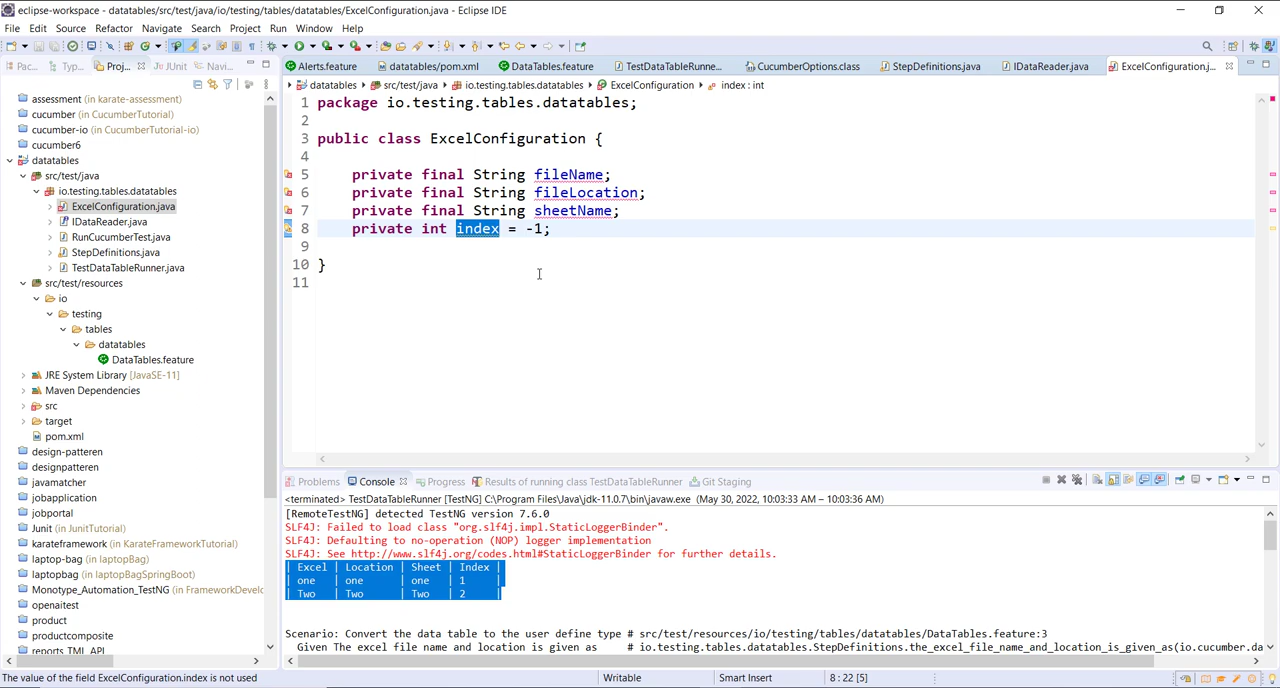 eclipse-workspace - datatables/src/test/java/io/testing/tables/datatables/ExcelConfiguration.java - Eclipse IDE
File Edit Source Refactor Navigate Search Project Run Window Help
Pac... Typ... Proj... JUnit Navi...
Alerts.feature datatables/pom.xml DataTables.feature TestDataTableRunne... CucumberOptions.class StepDefinitions.java IDataReader.java ExcelConfiguration.j...
datatables src/test/java io.testing.tables.datatables ExcelConfiguration index : int
assessment (in karate-assessment)
cucumber (in CucumberTutorial)
cucumber-io (in CucumberTutorial-io)
cucumber6
datatables
src/test/java
io.testing.tables.datatables
ExcelConfiguration.java
IDataReader.java
RunCucumberTest.java
StepDefinitions.java
TestDataTableRunner.java
src/test/resources
io
testing
tables
datatables
DataTables.feature
JRE System Library [JavaSE-11]
Maven Dependencies
src
target
pom.xml
design-patteren
designpatteren
javamatcher
jobapplication
jobportal
Junit (in JunitTutorial)
karateframework (in KarateFrameworkTutorial)
laptop-bag (in laptopBag)
laptopbag (in laptopBagSpringBoot)
Monotype_Automation_TestNG (in FrameworkDevelo
openaitest
product
productcomposite
reports_TML_API
1 package io.testing.tables.datatables;
2
3 public class ExcelConfiguration {
4
5 private final String fileName;
6 private final String fileLocation;
7 private final String sheetName;
8 private int index = -1;
9
10 }
11
Problems Console Progress Results of running class TestDataTableRunner Git Staging
<terminated> TestDataTableRunner [TestNG] C:\Program Files\Java\jdk-11.0.7\bin\javaw.exe (May 30, 2022, 10:03:33 AM – 10:03:36 AM)
[RemoteTestNG] detected TestNG version 7.6.0
SLF4J: Failed to load class "org.slf4j.impl.StaticLoggerBinder".
SLF4J: Defaulting to no-operation (NOP) logger implementation
SLF4J: See http://www.slf4j.org/codes.html#StaticLoggerBinder for further details.
| Excel | Location | Sheet | Index |
| one | one | one | 1 |
| Two | Two | Two | 2 |
Scenario: Convert the data table to the user define type # src/test/resources/io/testing/tables/datatables/DataTables.feature:3
Given The excel file name and location is given as # io.testing.tables.datatables.StepDefinitions.the_excel_file_name_and_location_is_given_as(io.cucumber.da
The value of the field ExcelConfiguration.index is not used Writable Smart Insert 8 : 22 [5]